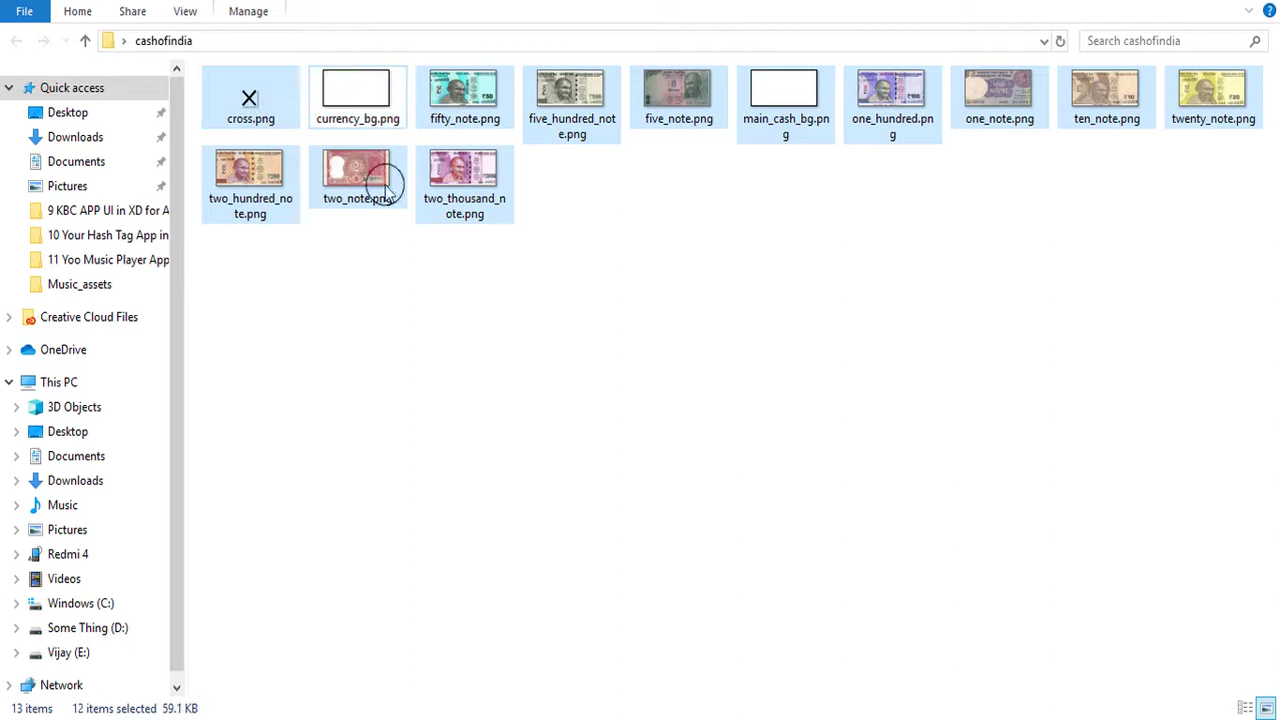 File Home Share View Manage
cashofindia Search cashofindia
Quick access
Desktop
Downloads
Documents
Pictures
9 KBC APP UI in XD for A
10 Your Hash Tag App in
11 Yoo Music Player App
Music_assets
Creative Cloud Files
OneDrive
This PC
3D Objects
Desktop
Documents
Downloads
Music
Pictures
Redmi 4
Videos
Windows (C:)
Some Thing (D:)
Vijay (E:)
Network
cross.png
currency_bg.png
fifty_note.png
five_hundred_not
e.png
five_note.png
main_cash_bg.pn
g
one_hundred.pn
g
one_note.png
ten_note.png
twenty_note.png
two_hundred_no
te.png
two_note.png
two_thousand_n
ote.png
13 items 12 items selected 59.1 KB